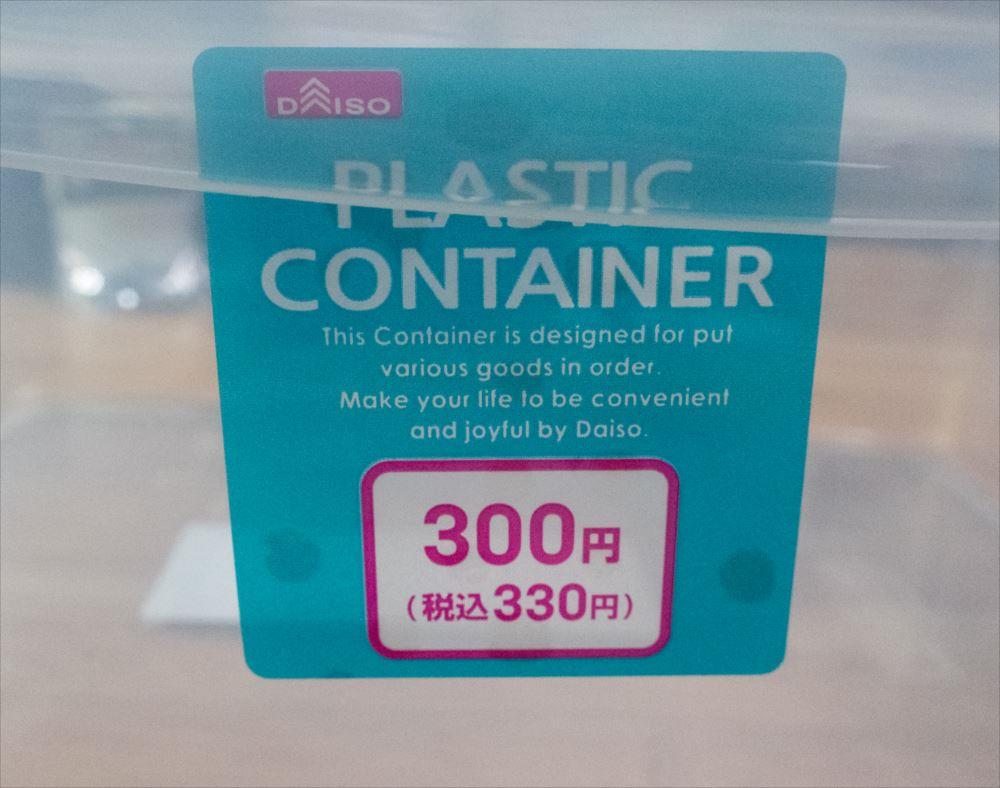 DAISO
PLASTIC
CONTAINER
This Container is designed for put
various goods in order.
Make your life to be convenient
and joyful by Daiso.
300円
(税込330円)